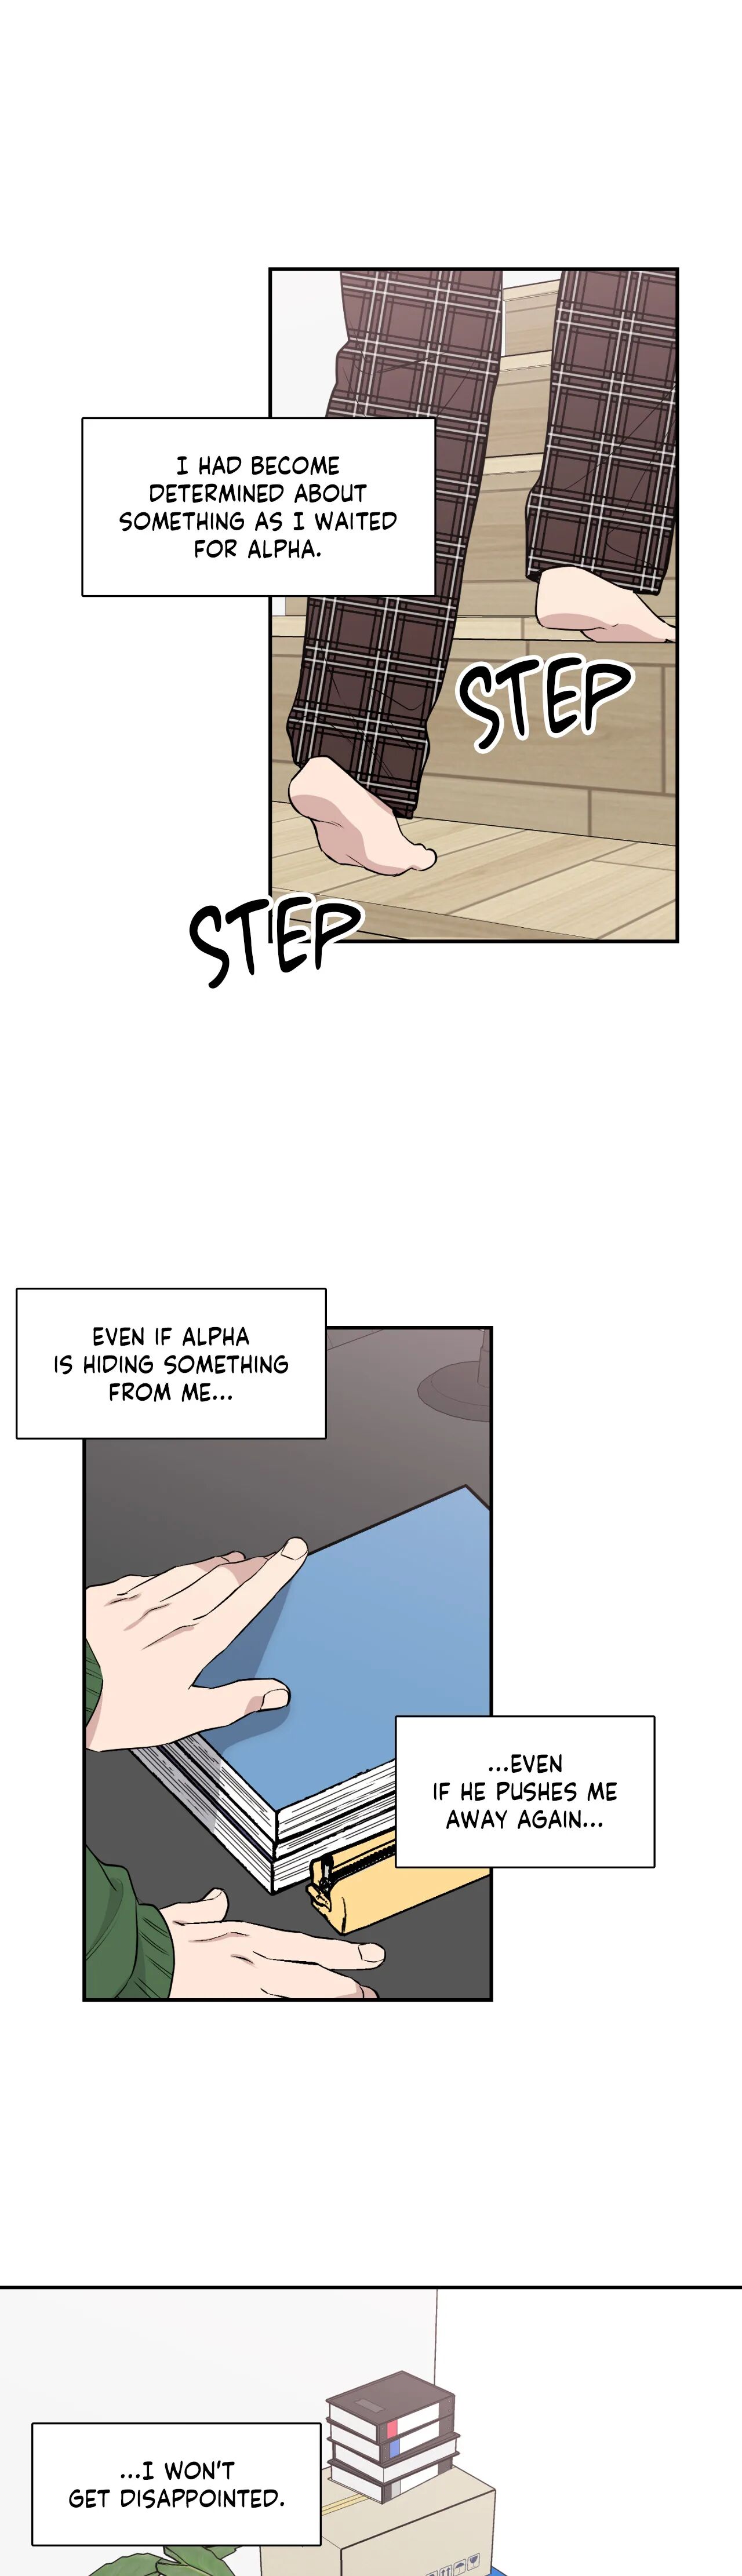 I HAD BECOME
DETERMINED ABOUT
SOMETHING AS I WAITED
FOR ALPHA.
STEP
STEP
EVEN IF ALPHA
IS HIDING SOMETHING
FROM ME...
...EVEN
IF HE PUSHES ME
AWAY AGAIN...
...I WON'T
GET DISAPPOINTED.